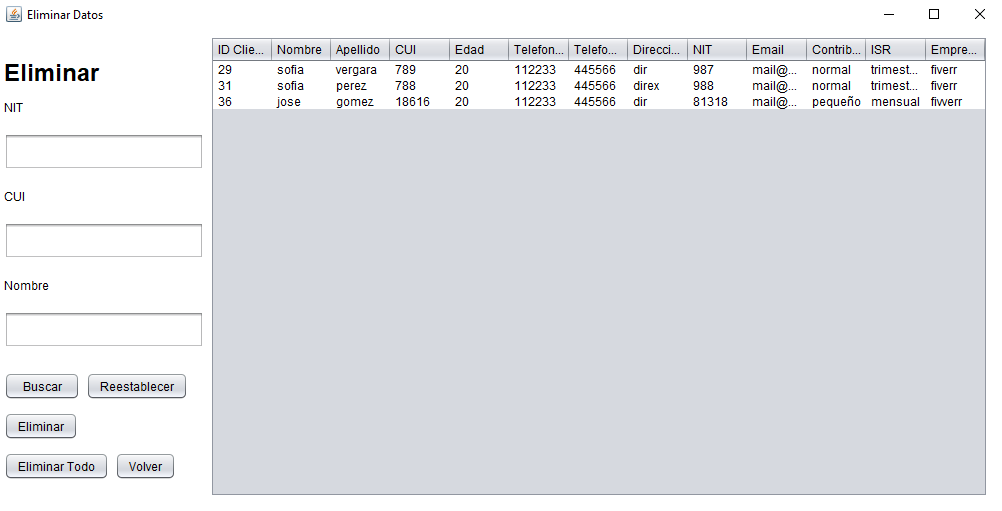 Eliminar Datos
Eliminar
NIT
CUI
Nombre
Buscar Reestablecer
Eliminar
Eliminar Todo Volver
ID Clie... Nombre Apellido CUI Edad Telefon... Telefo... Direcci... NIT Email Contrib... ISR Empre...
29 sofia vergara 789 20 112233 445566 dir 987 mail@... normal trimest... fiverr
31 sofia perez 788 20 112233 445566 direx 988 mail@... normal trimest... fiverr
36 jose gomez 18616 20 112233 445566 dir 81318 mail@... pequeño mensual fivverr